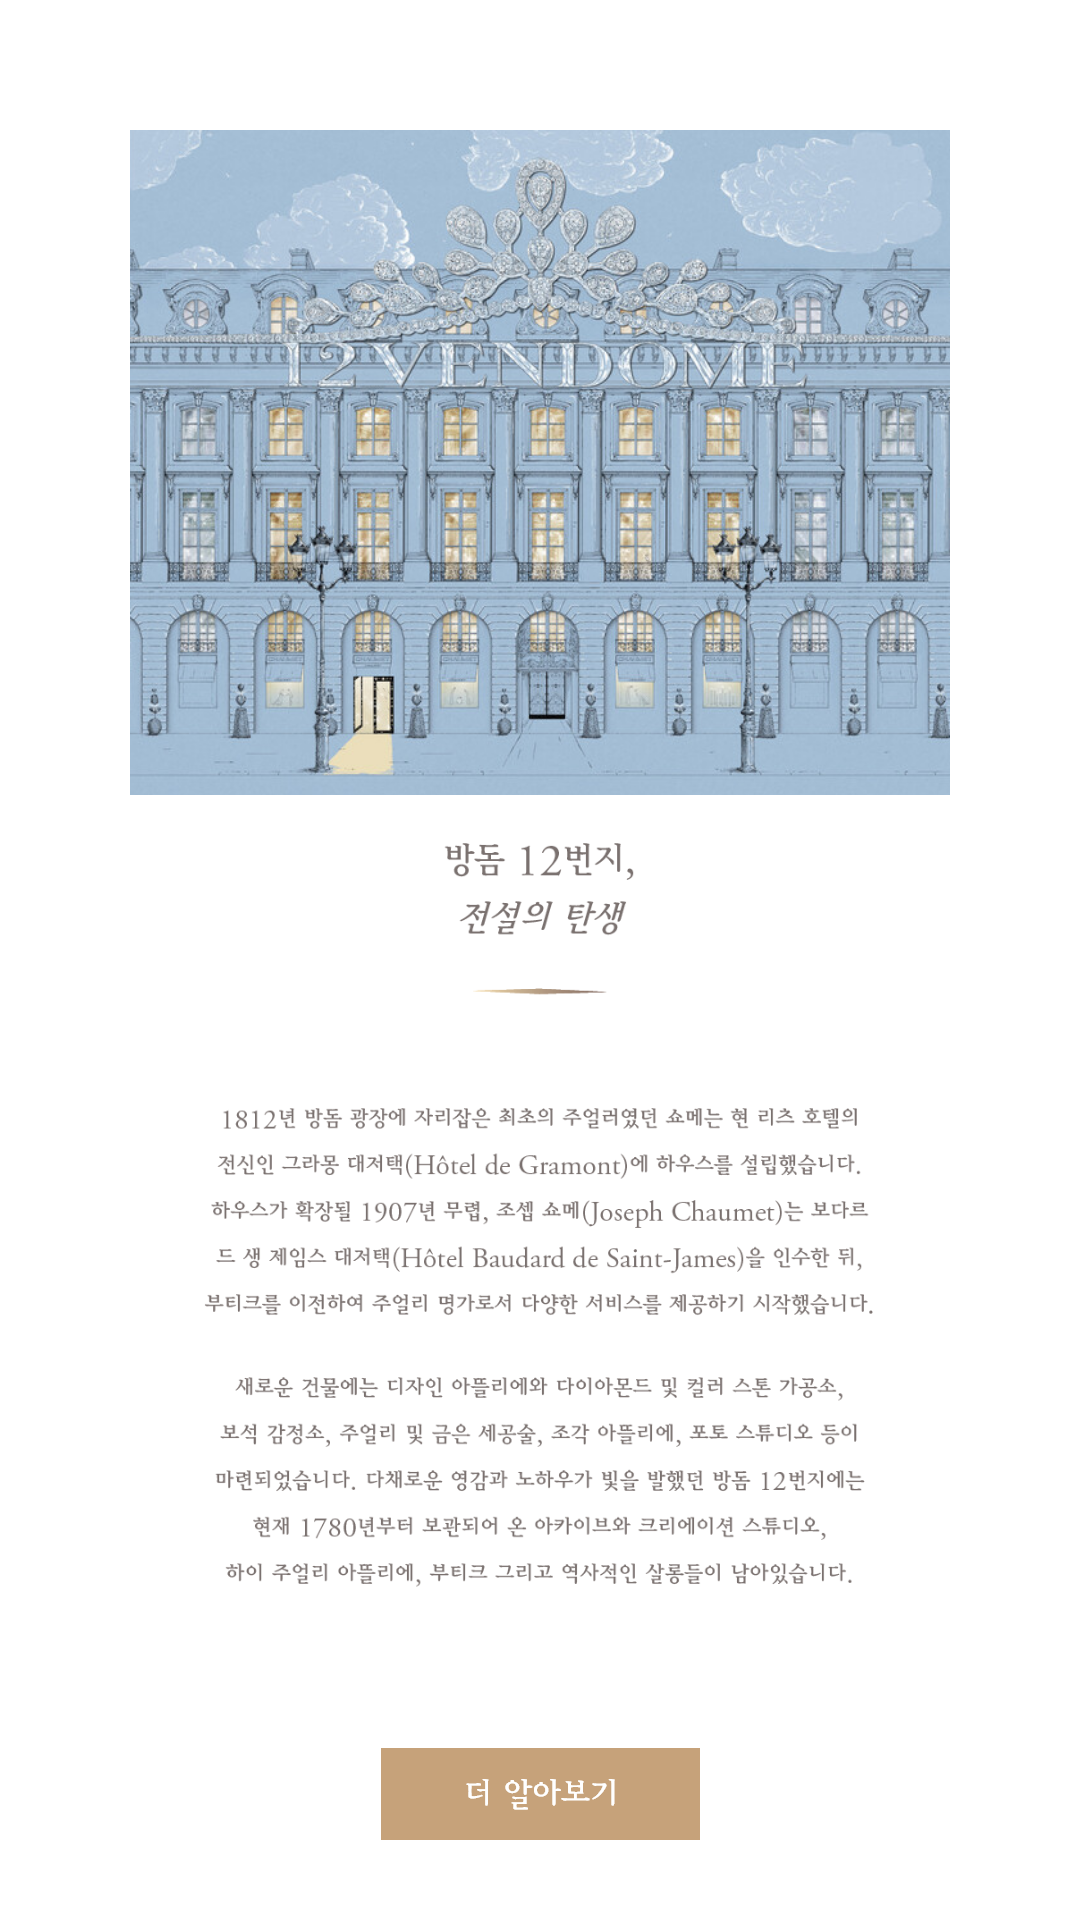 12 VENDOME
방돔 12번지,
전설의 탄생
1812년 방돔 광장에 자리잡은 최초의 주얼러였던 쇼메는 현 리츠 호텔의
전신인 그라몽 대저택(Hôtel de Gramont)에 하우스를 설립했습니다.
하우스가 확장될 1907년 무렵, 조셉 쇼메(Joseph Chaumet)는 보다르
드 생 제임스 대저택(Hôtel Baudard de Saint-James)을 인수한 뒤,
부티크를 이전하여 주얼리 명가로서 다양한 서비스를 제공하기 시작했습니다.
새로운 건물에는 디자인 아뜰리에와 다이아몬드 및 컬러 스톤 가공소,
보석 감정소, 주얼리 및 금은 세공술, 조각 아뜰리에, 포토 스튜디오 등이
마련되었습니다. 다채로운 영감과 노하우가 빛을 발했던 방돔 12번지에는
현재 1780년부터 보관되어 온 아카이브와 크리에이션 스튜디오,
하이 주얼리 아뜰리에, 부티크 그리고 역사적인 살롱들이 남아있습니다.
더 알아보기